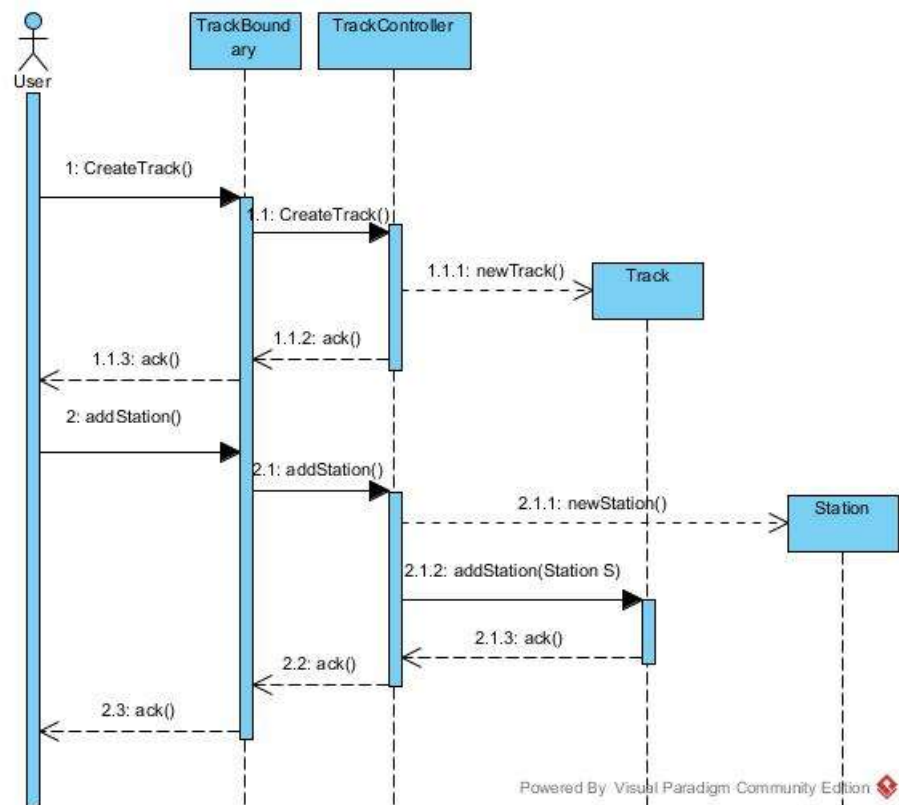 TrackBound
ary
TrackController
User
1: CreateTrack()
1.1: CreateTrack()
1.1.1: newTrack()
Track
1.1.2: ack()
1.1.3: ack()
2: addStation()
2.1: addStation()
2.1.1: newStation()
Station
2.1.2: addStation(Station S)
2.1.3: ack()
2.2: ack()
2.3: ack()
Powered By Visual Paradigm Community Edition